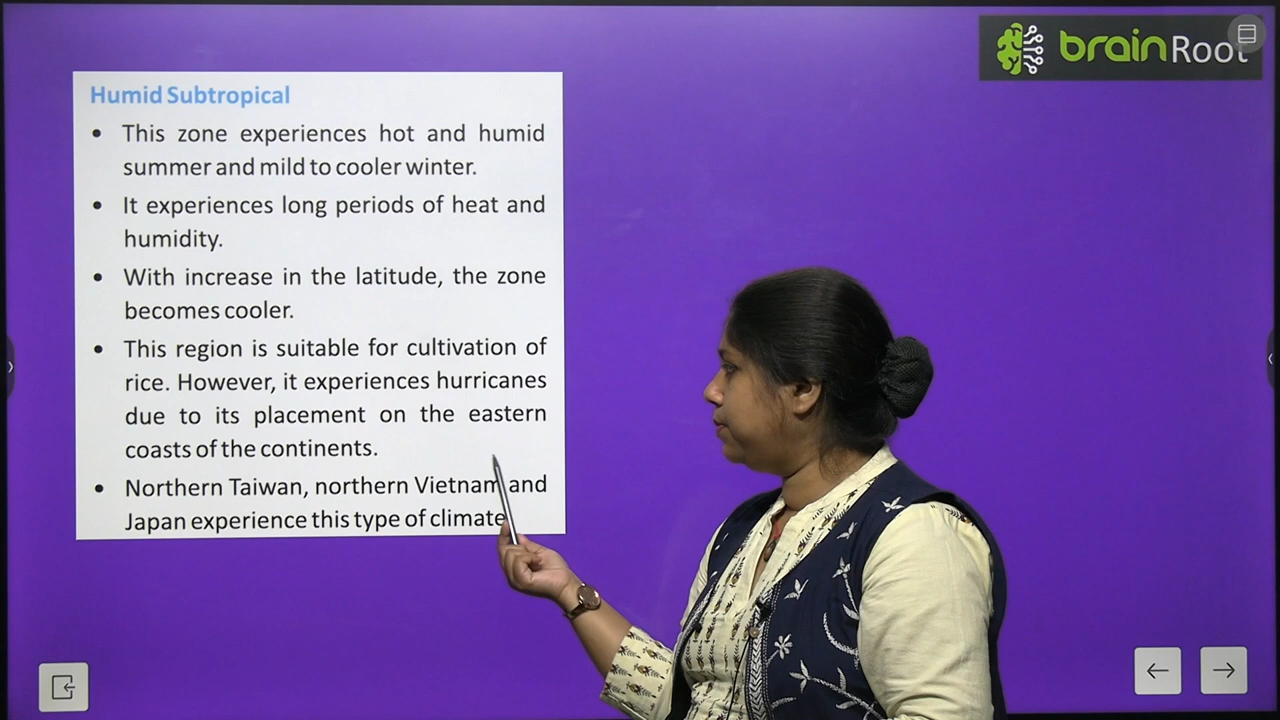 brainRoot
Humid Subtropical
• This zone experiences hot and humid
summer and mild to cooler winter.
• It experiences long periods of heat and
humidity.
• With increase in the latitude, the zone
becomes cooler.
• This region is suitable for cultivation of
rice. However, it experiences hurricanes
due to its placement on the eastern
coasts of the continents.
• Northern Taiwan, northern Vietnam and
Japan experience this type of climate